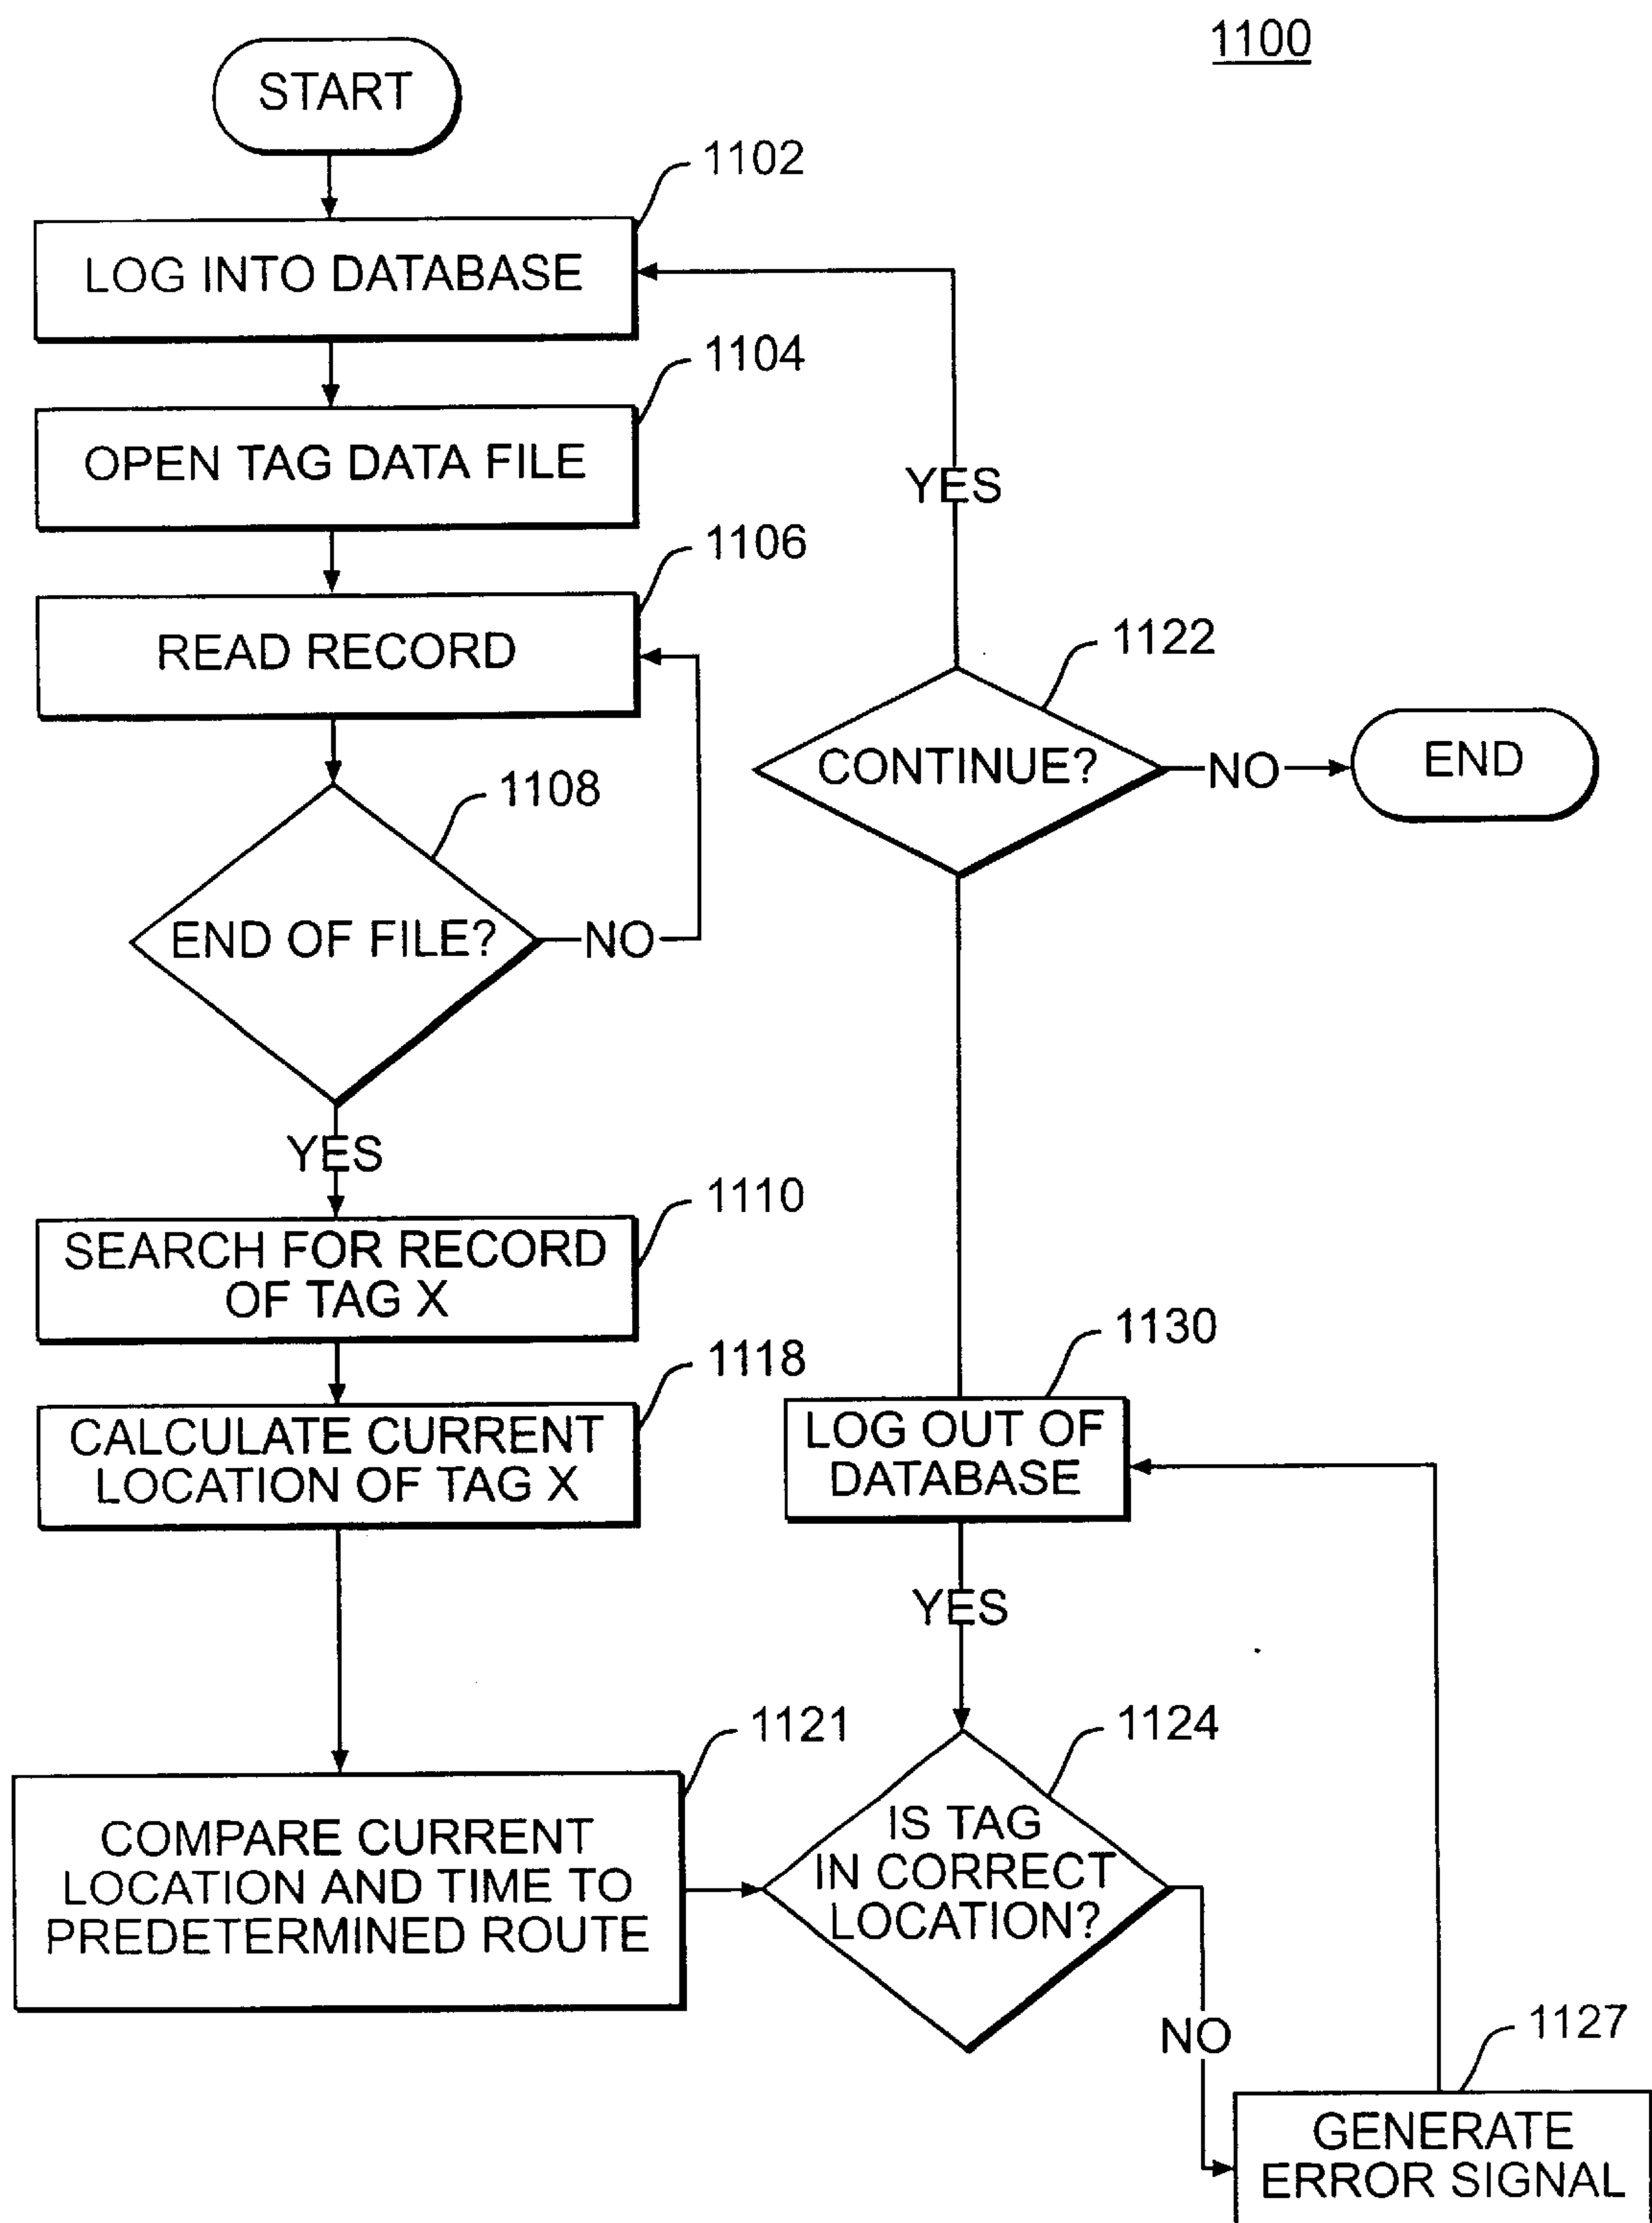 1100
START
1102
LOG INTO DATABASE
1104
OPEN TAG DATA FILE
1106
READ RECORD
1108
END OF FILE?
NO
YES
1110
SEARCH FOR RECORD
OF TAG X
1118
CALCULATE CURRENT
LOCATION OF TAG X
1121
COMPARE CURRENT
LOCATION AND TIME TO
PREDETERMINED ROUTE
YES
1122
CONTINUE?
NO
END
1130
LOG OUT OF
DATABASE
YES
1124
IS TAG
IN CORRECT
LOCATION?
NO
1127
GENERATE
ERROR SIGNAL